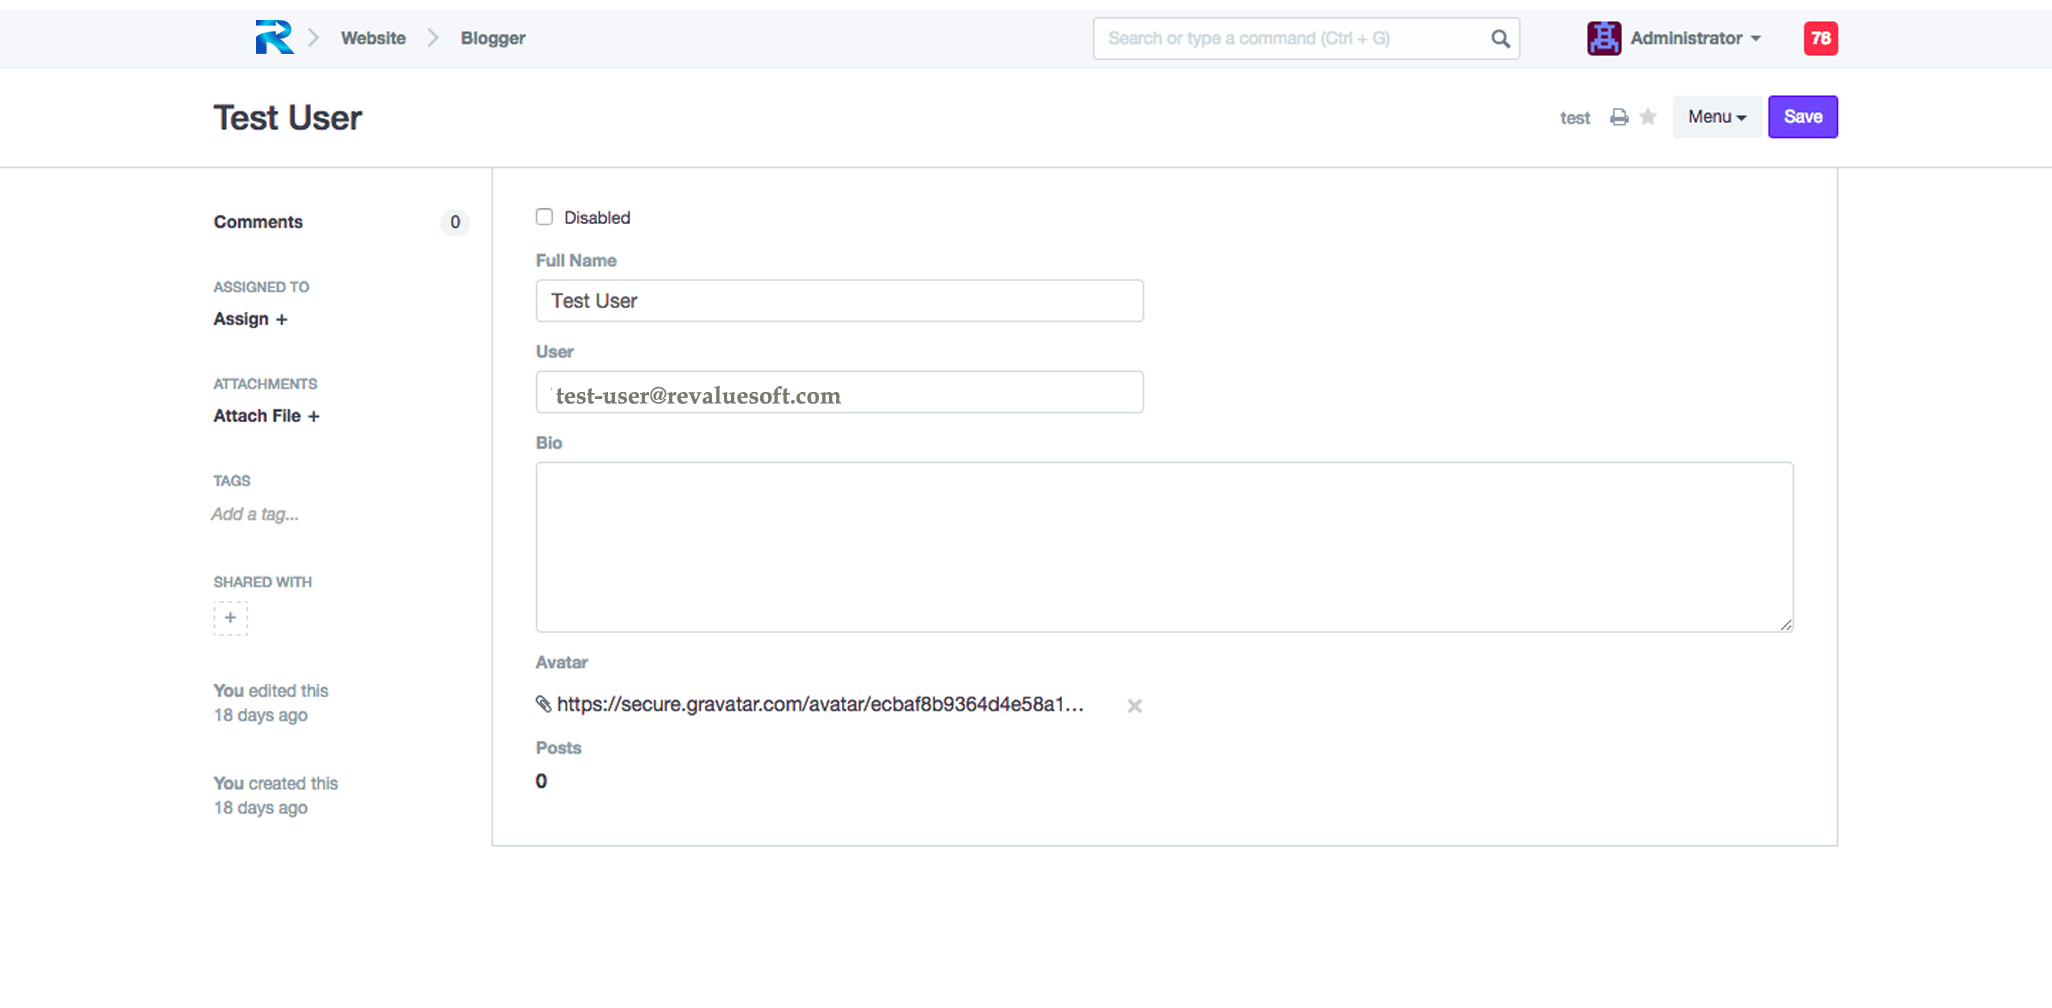 Website
Blogger
Search or type a command (Ctrl + G)
Administrator
78
Test User
test
Menu
Save
Comments
0
ASSIGNED TO
Assign +
ATTACHMENTS
Attach File +
TAGS
Add a tag...
SHARED WITH
+
You edited this
18 days ago
You created this
18 days ago
Disabled
Full Name
Test User
User
test-user@revaluesoft.com
Bio
Avatar
https://secure.gravatar.com/avatar/ecbaf8b9364d4e58a1...
Posts
0